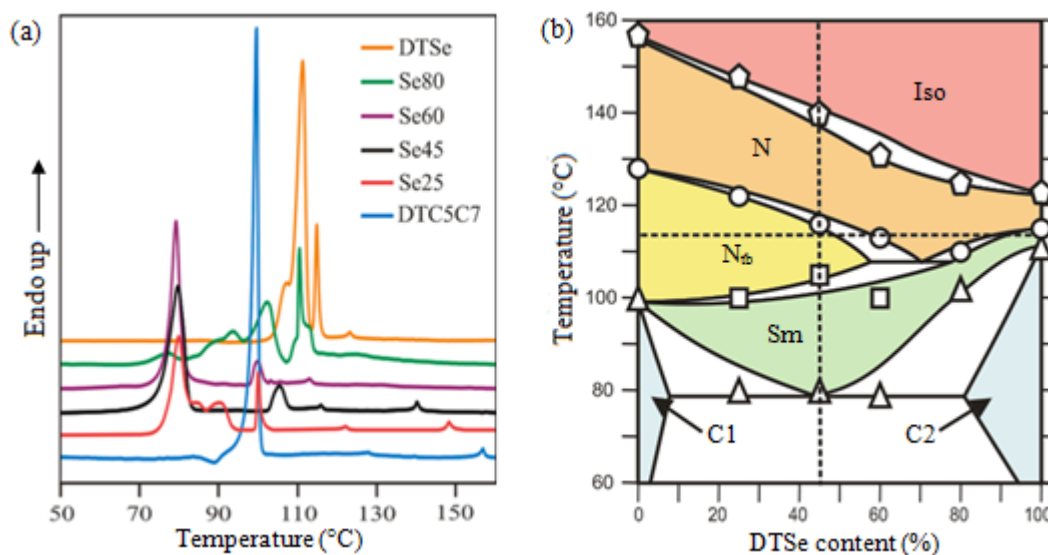 (a)
DTSe
Se80
Se60
Se45
Se25
DTC5C7
Endo up
50 70 90 110 130 150
Temperature (°C)
(b)
160
140
120
100
80
60
Temperature (°C)
Iso
N
Ntb
Sm
C1 C2
0 20 40 60 80 100
DTSe content (%)